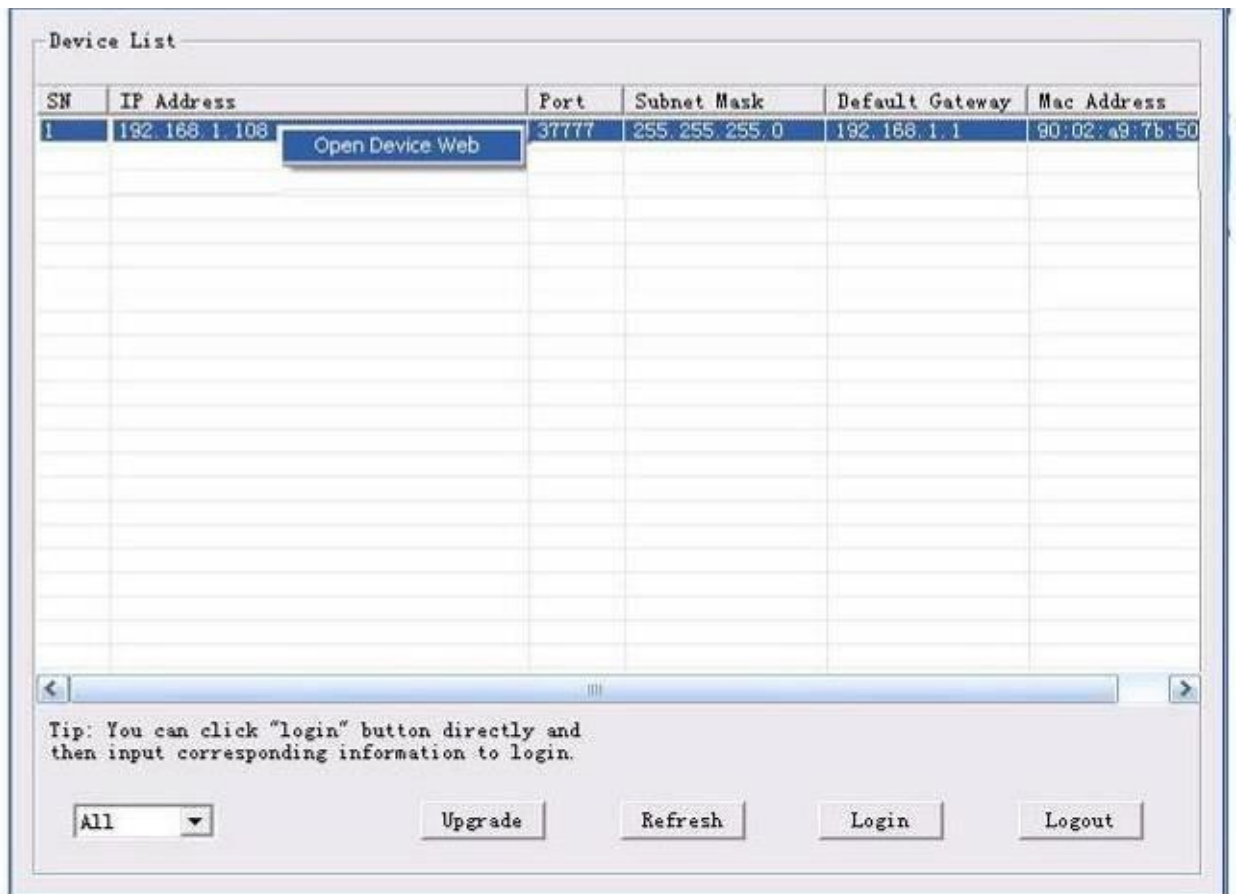 Device List
SN IP Address Port Subnet Mask Default Gateway Mac Address
1 192.168.1.108 37777 255.255.255.0 192.168.1.1 90:02:a9:7b:50
Open Device Web
Tip: You can click "login" button directly and
then input corresponding information to login.
All Upgrade Refresh Login Logout